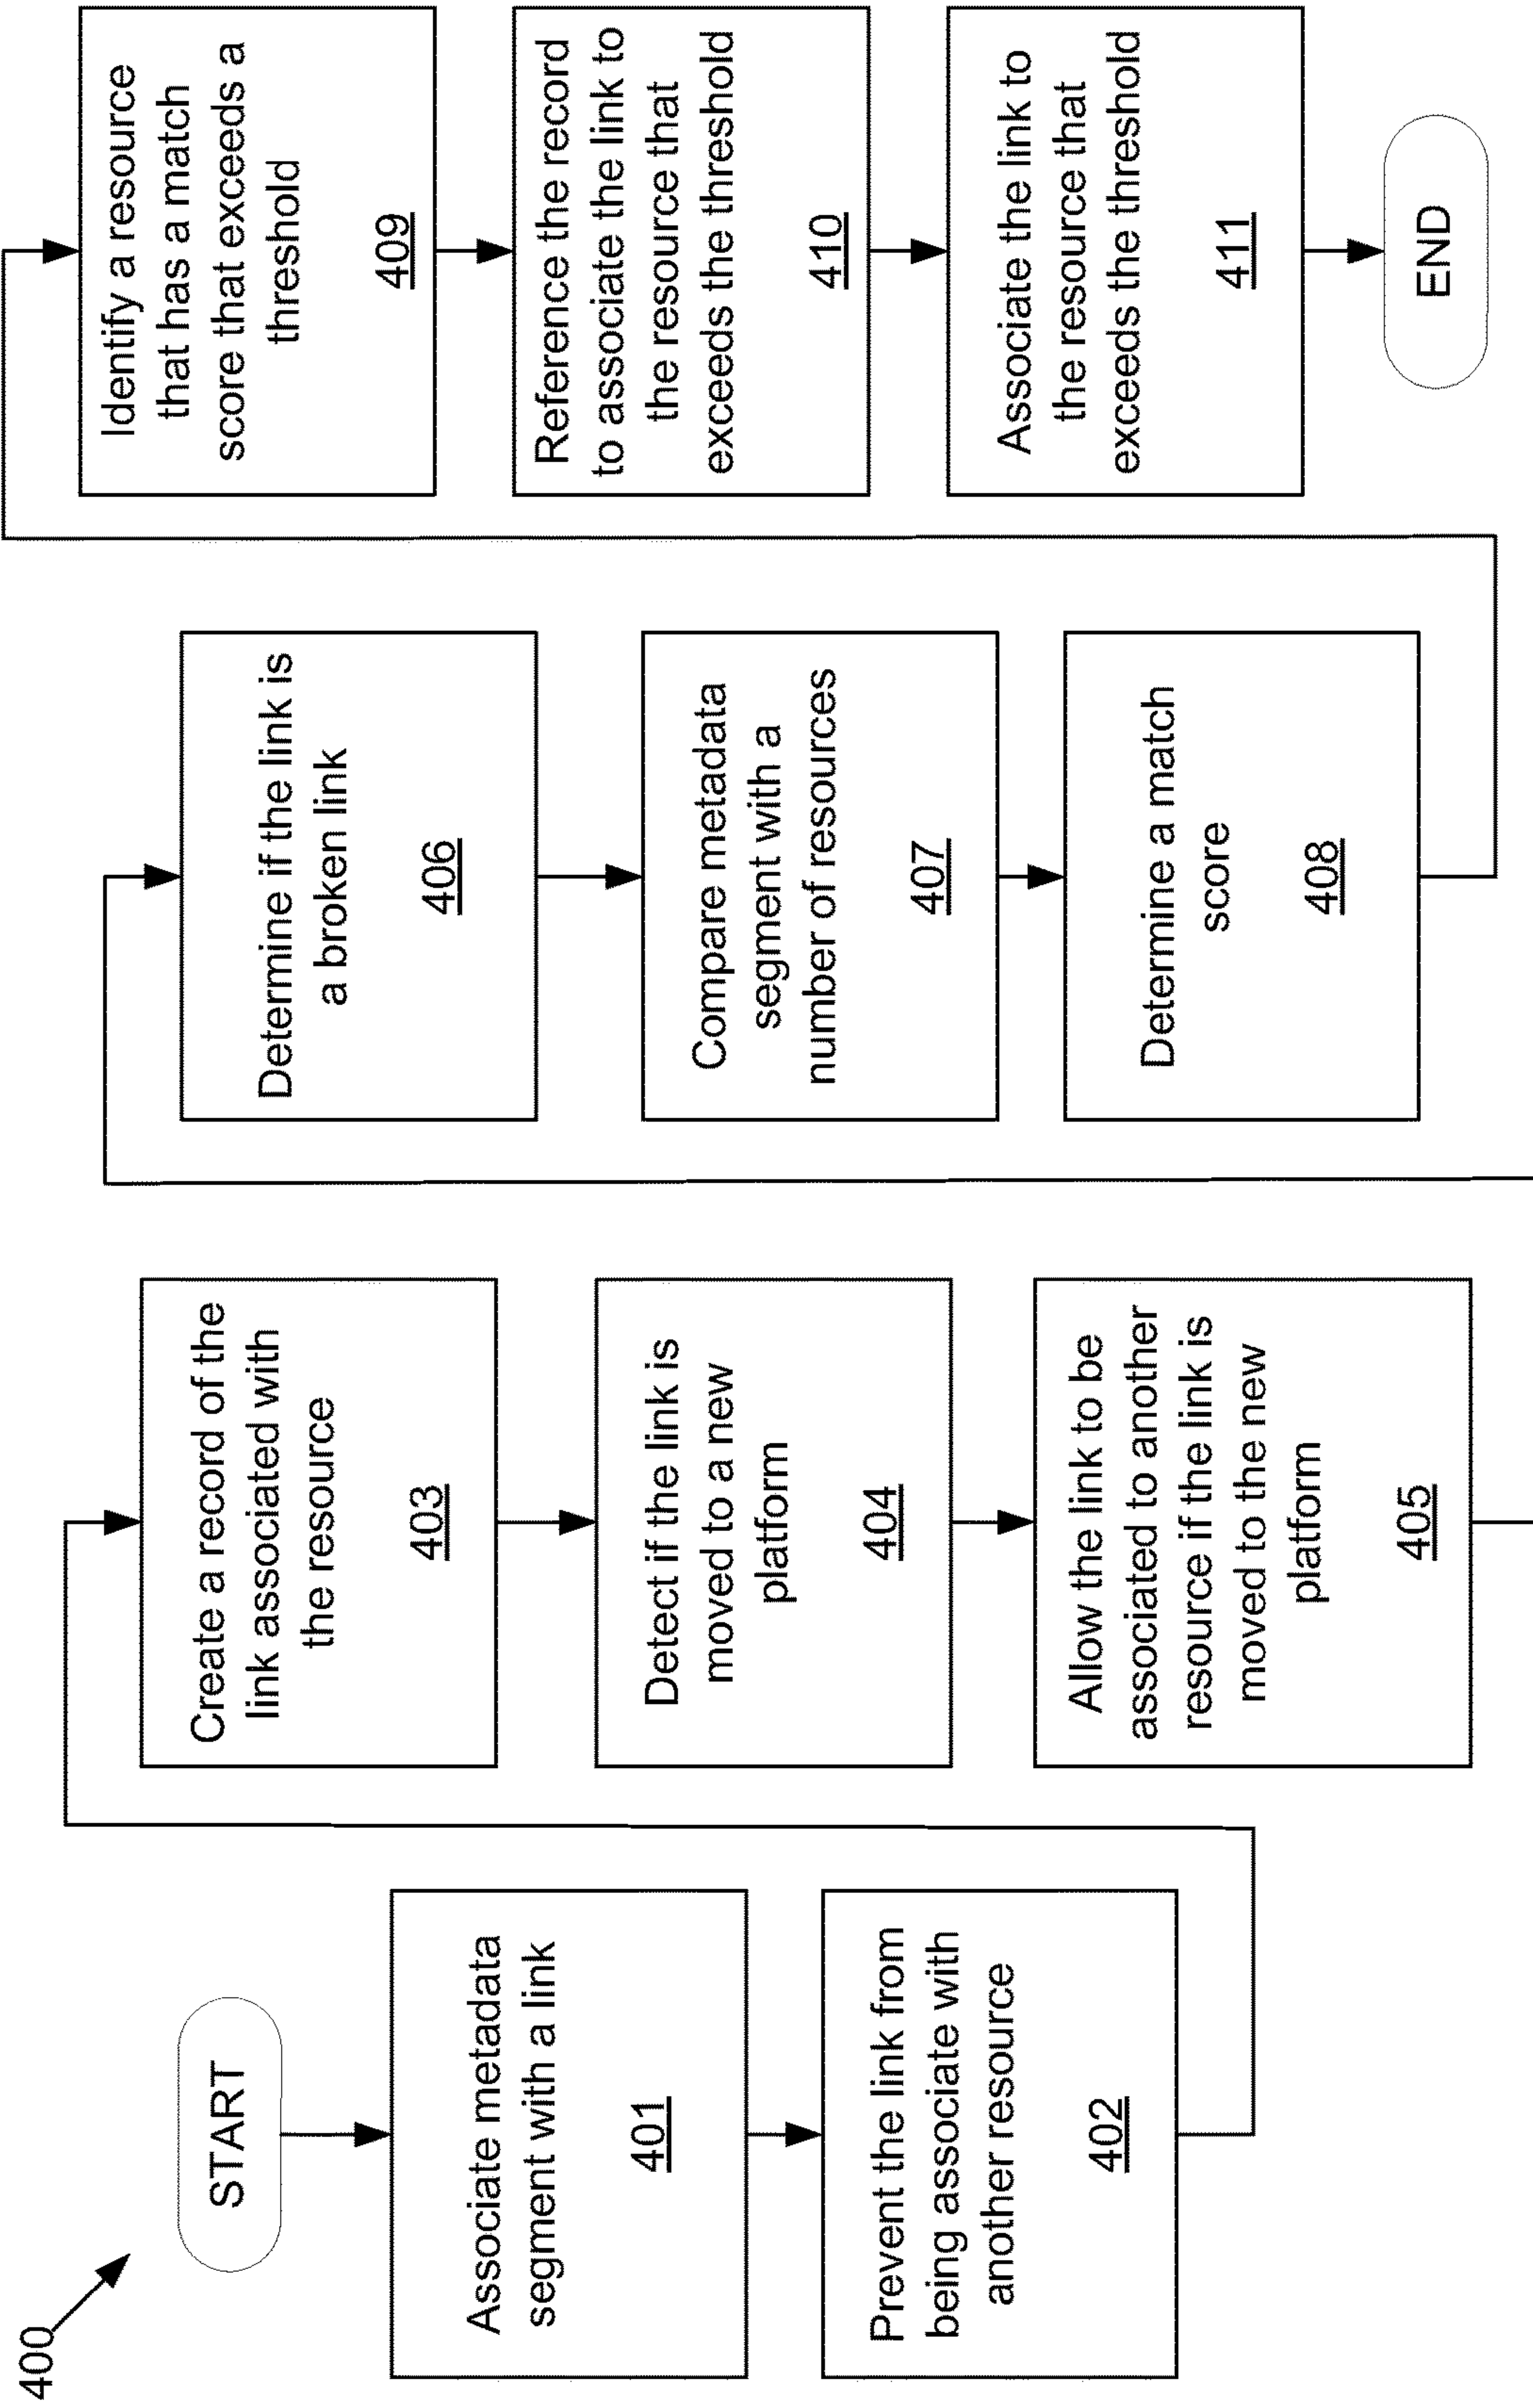 400
START
Associate metadata
segment with a link
401
Prevent the link from
being associate with
another resource
402
Create a record of the
link associated with
the resource
403
Detect if the link is
moved to a new
platform
404
Allow the link to be
associated to another
resource if the link is
moved to the new
platform
405
Determine if the link is
a broken link
406
Compare metadata
segment with a
number of resources
407
Determine a match
score
408
Identify a resource
that has a match
score that exceeds a
threshold
409
Reference the record
to associate the link to
the resource that
exceeds the threshold
410
Associate the link to
the resource that
exceeds the threshold
411
END